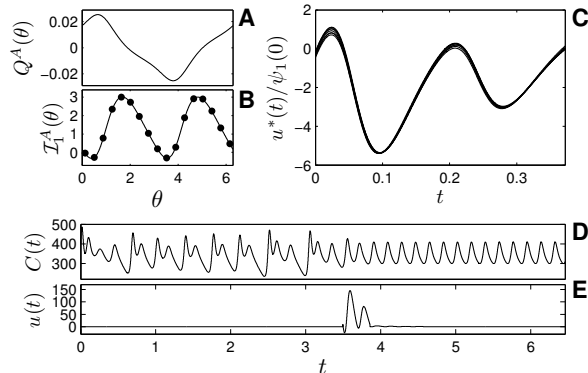 A
0.02
0
−0.02
Q^A(θ)
B
3
2
1
0
I_1^A(θ)
0 2 4 6
θ
C
2
0
−2
−4
−6
u*(t)/ψ_1(0)
0 0.1 0.2 0.3
t
D
500
400
300
C(t)
E
150
100
50
0
u(t)
0 1 2 3 4 5 6
t